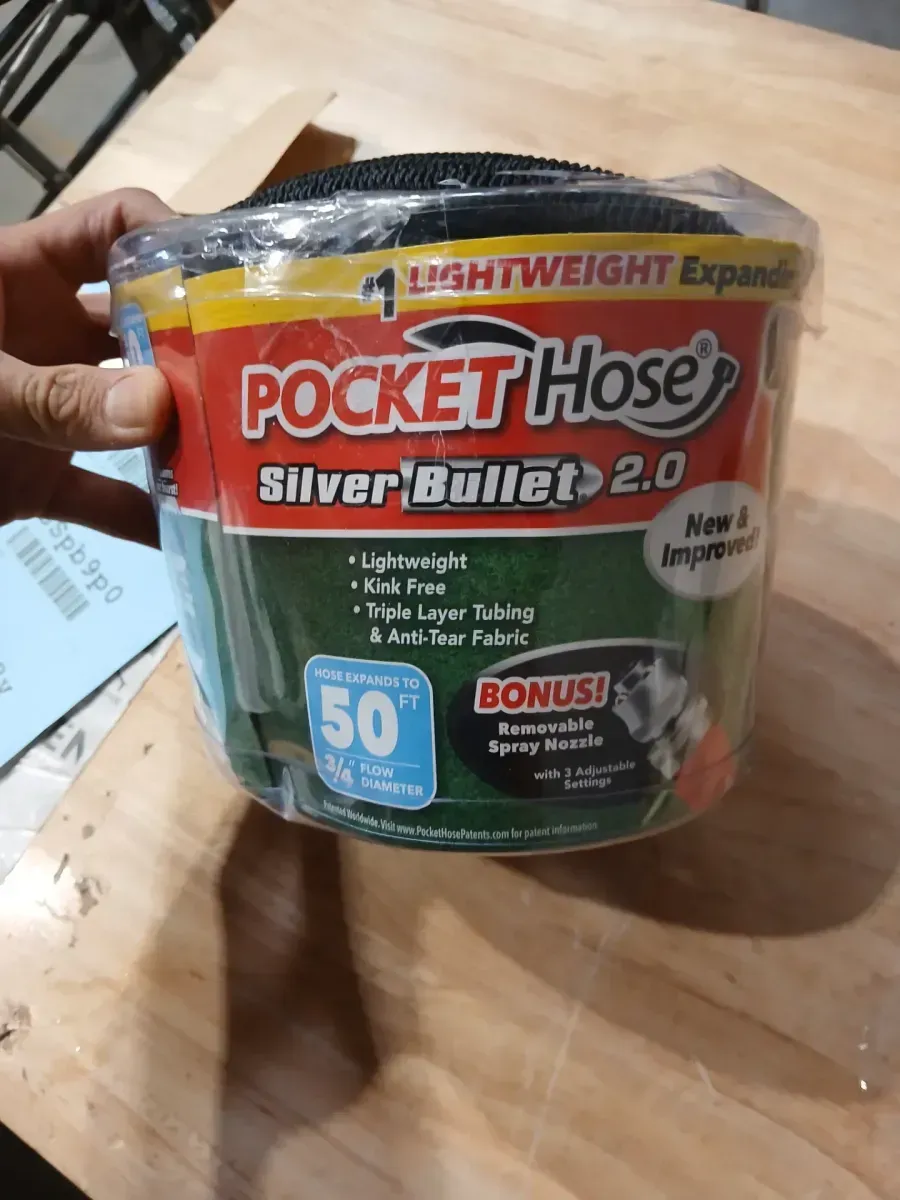 #1 LIGHTWEIGHT Expandi
POCKET Hose®
Silver Bullet 2.0
New &
Improved!
• Lightweight
• Kink Free
• Triple Layer Tubing
& Anti-Tear Fabric
HOSE EXPANDS TO
50 FT
3/4" FLOW
DIAMETER
BONUS!
Removable
Spray Nozzle
with 3 Adjustable
Settings
Patented Worldwide. Visit www.PocketHosePatents.com for patent information